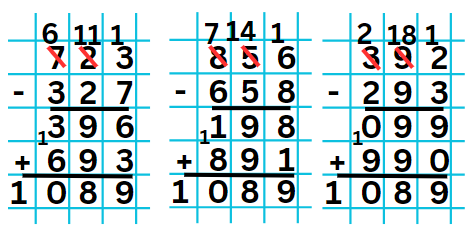 6 11 1
7 2 3
- 3 2 7
1 3 9 6
+ 6 9 3
1 0 8 9
7 14 1
8 5 6
- 6 5 8
1 1 9 8
+ 8 9 1
1 0 8 9
2 18 1
3 9 2
- 2 9 3
1 0 9 9
+ 9 9 0
1 0 8 9